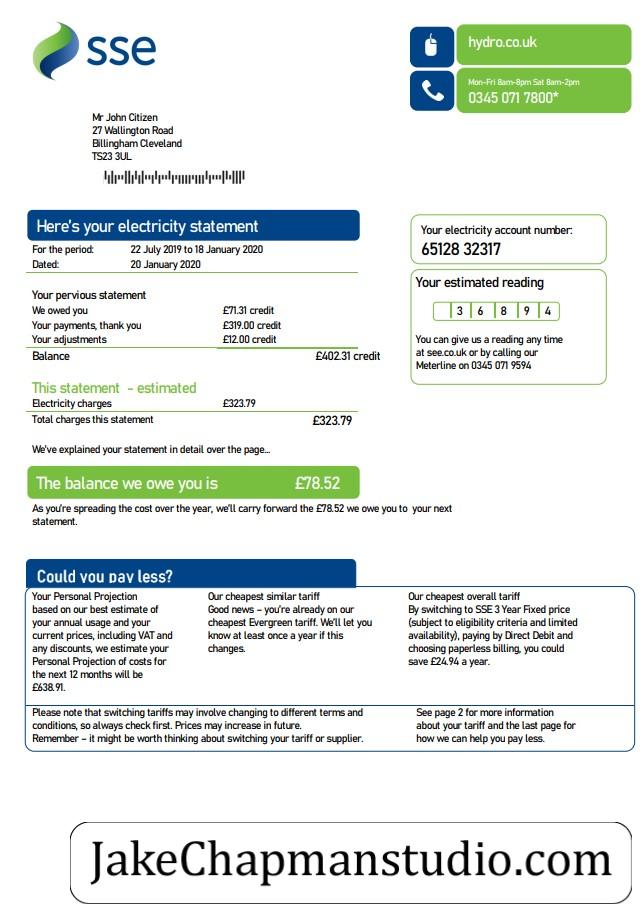 sse
hydro.co.uk
Mon-Fri 8am-8pm Sat 8am-2pm
0345 071 7800*
Mr John Citizen
27 Wallington Road
Billingham Cleveland
TS23 3UL
Here's your electricity statement
For the period: 22 July 2019 to 18 January 2020
Dated: 20 January 2020
Your electricity account number:
65128 32317
Your estimated reading
3 6 8 9 4
You can give us a reading any time
at see.co.uk or by calling our
Meterline on 0345 071 9594
Your pervious statement
We owed you £71.31 credit
Your payments, thank you £319.00 credit
Your adjustments £12.00 credit
Balance £402.31 credit
This statement - estimated
Electricity charges £323.79
Total charges this statement £323.79
We've explained your statement in detail over the page...
The balance we owe you is £78.52
As you're spreading the cost over the year, we'll carry forward the £78.52 we owe you to your next
statement.
Could you pay less?
Your Personal Projection
based on our best estimate of
your annual usage and your
current prices, including VAT and
any discounts, we estimate your
Personal Projection of costs for
the next 12 months will be
£638.91.
Our cheapest similar tariff
Good news – you're already on our
cheapest Evergreen tariff. We'll let you
know at least once a year if this
changes.
Our cheapest overall tariff
By switching to SSE 3 Year Fixed price
(subject to eligibility criteria and limited
availability), paying by Direct Debit and
choosing paperless billing, you could
save £24.94 a year.
Please note that switching tariffs may involve changing to different terms and
conditions, so always check first. Prices may increase in future.
Remember – it might be worth thinking about switching your tariff or supplier.
See page 2 for more information
about your tariff and the last page for
how we can help you pay less.
JakeChapmanstudio.com